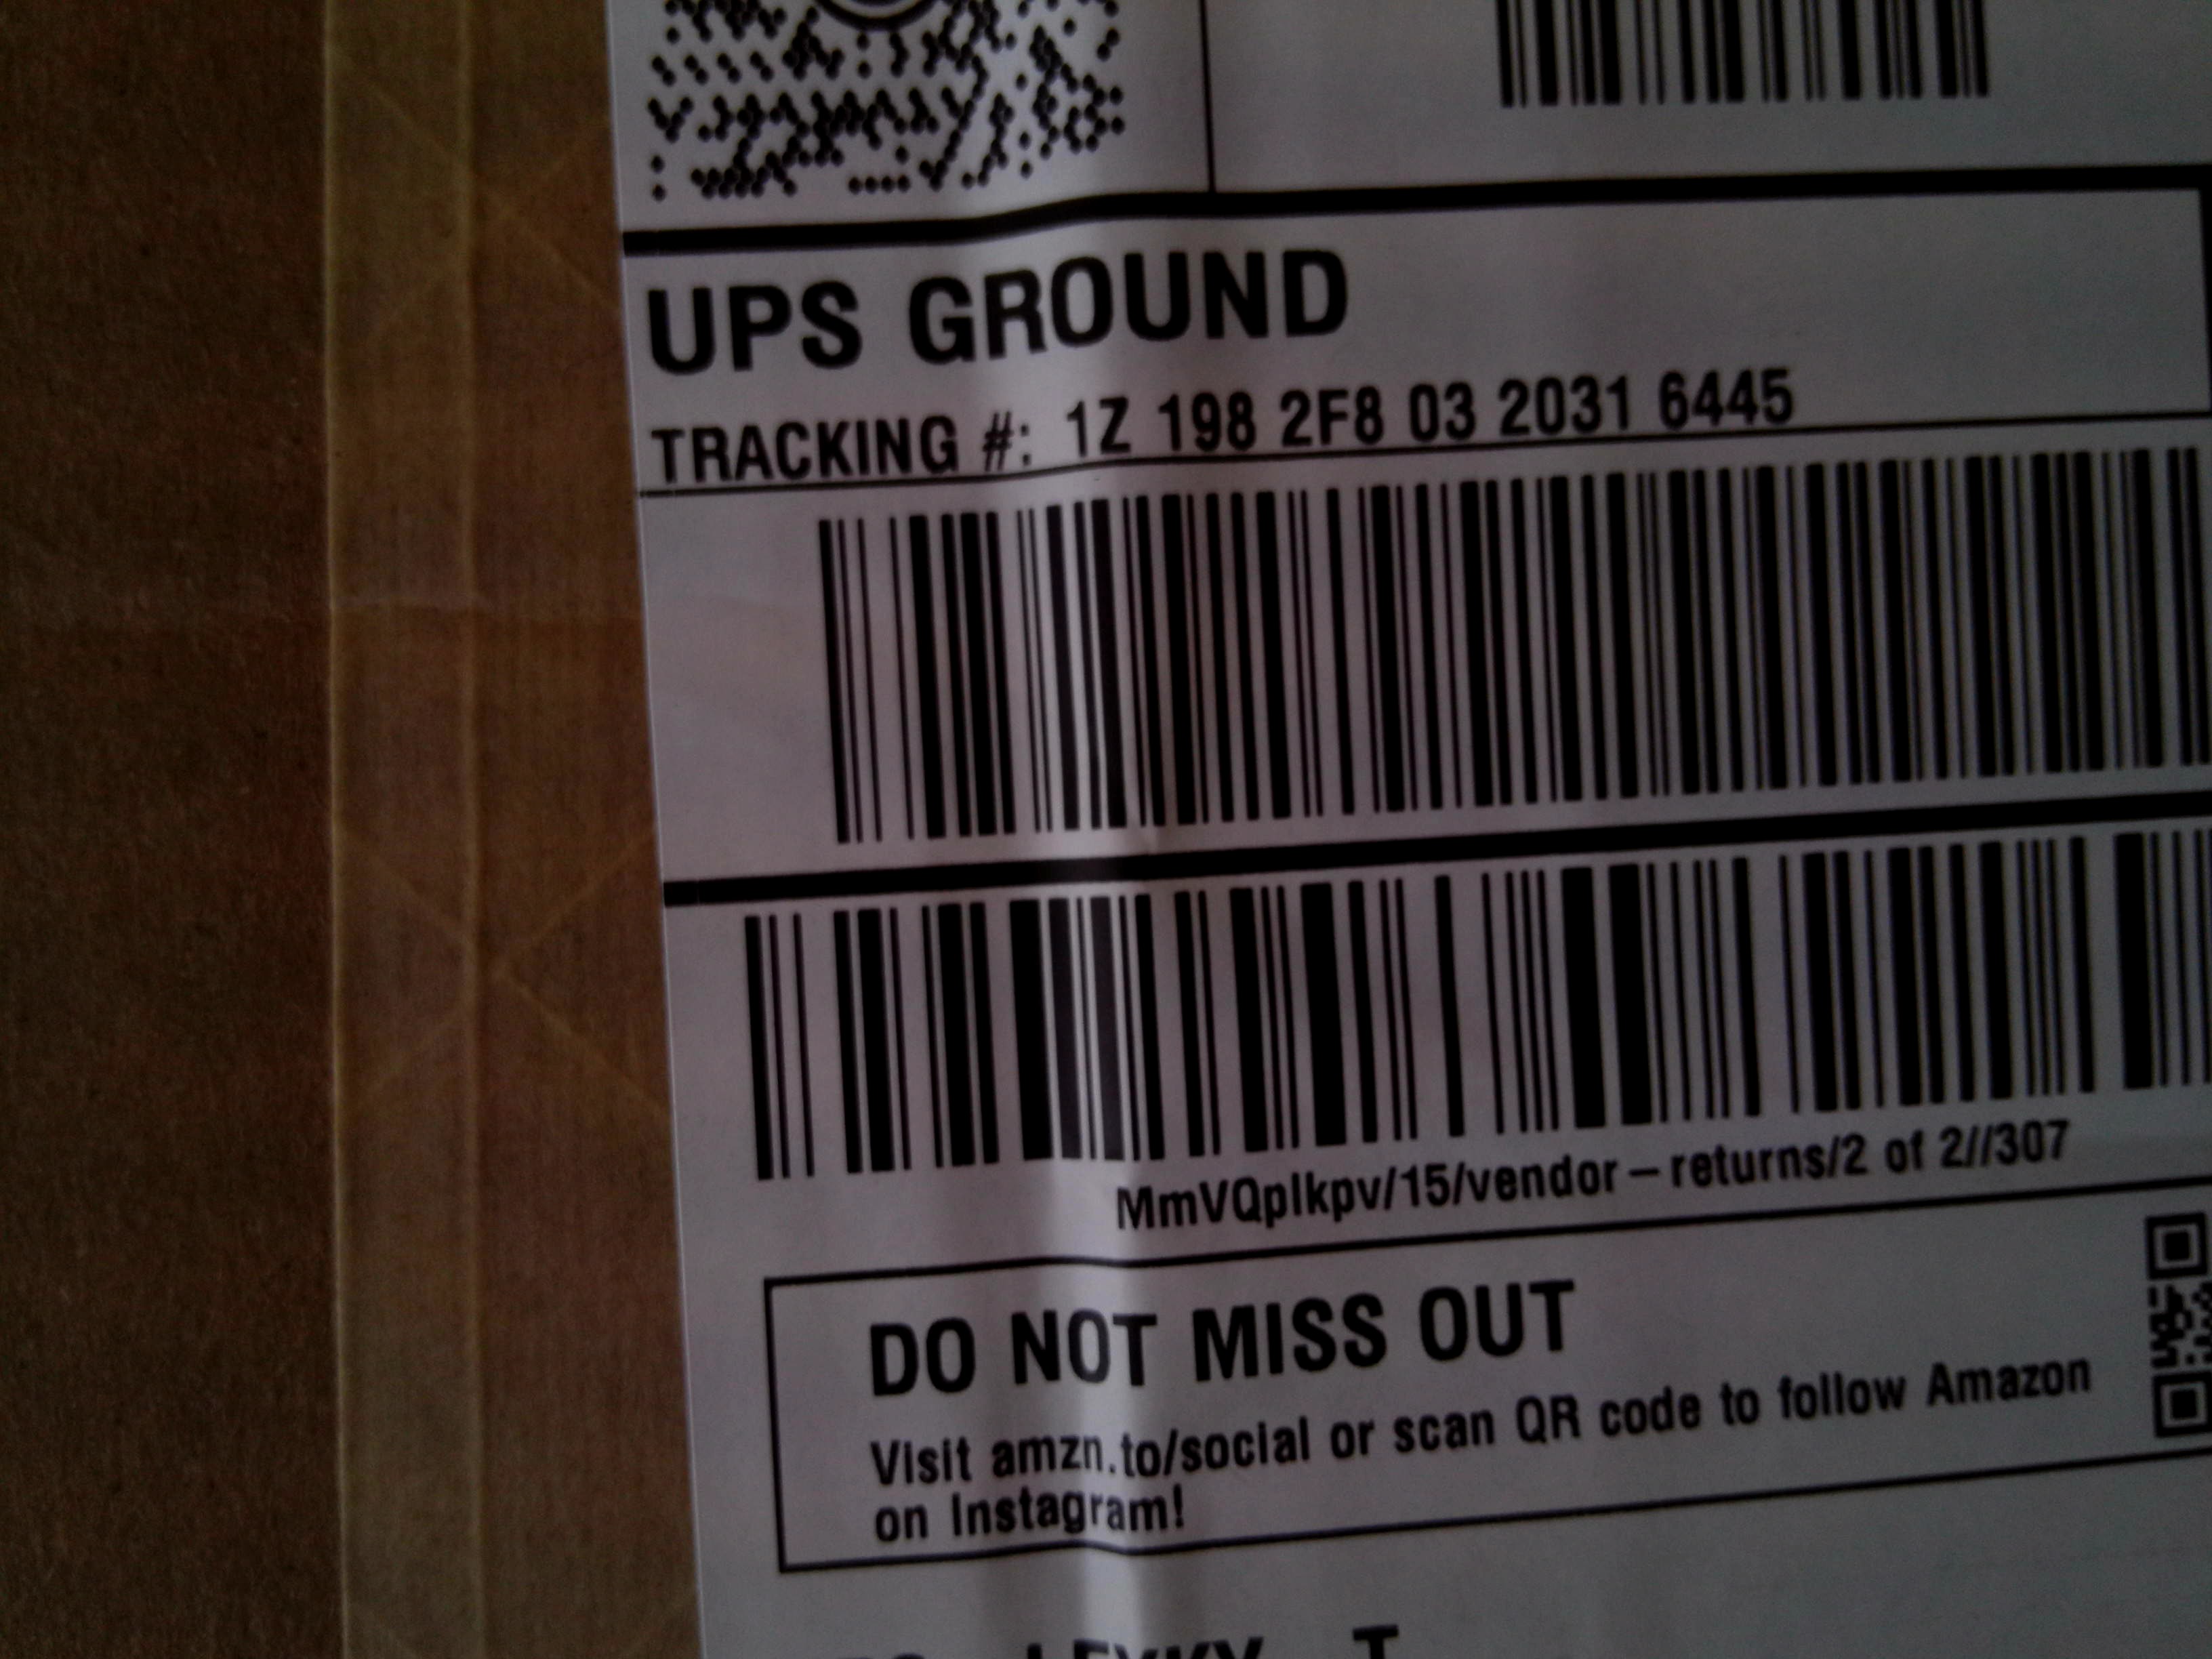 UPS GROUND
TRACKING #: 1Z 198 2F8 03 2031 6445
MmVQplkpv/15/vendor-returns/2 of 2//307
DO NOT MISS OUT
Visit amzn.to/social or scan QR code to follow Amazon
on Instagram!